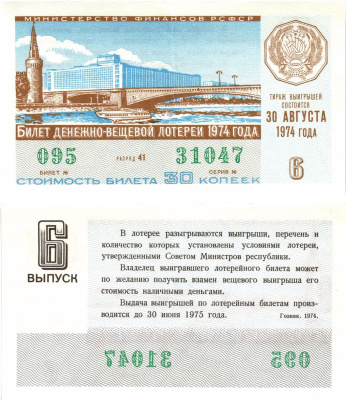 МИНИСТЕРСТВО ФИНАНСОВ РСФСР
ТИРАЖ ВЫИГРЫШЕЙ
СОСТОИТСЯ
30 АВГУСТА
1974 ГОДА
БИЛЕТ ДЕНЕЖНО-ВЕЩЕВОЙ ЛОТЕРЕИ 1974 ГОДА
095 РАЗРЯД 41 31047 6
БИЛЕТ № СЕРИЯ №
СТОИМОСТЬ БИЛЕТА 30 КОПЕЕК
6
ВЫПУСК
В лотерее разыгрываются выигрыши, перечень и
количество которых установлены условиями лотереи,
утвержденными Советом Министров республики.
Владелец выигравшего лотерейного билета может
по желанию получить взамен вещевого выигрыша его
стоимость наличными деньгами.
Выдача выигрышей по лотерейным билетам произ-
водится до 30 июня 1975 года. Гознак. 1974.
31047 095